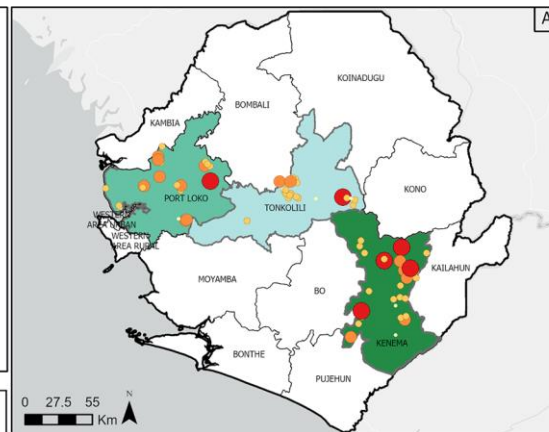 A
KOINADUGU
BOMBALI
KAMBIA
KONO
PORT LOKO
TONKOLILI
WESTERN
AREA URBAN
WESTERN
AREA RURAL
KAILAHUN
MOYAMBA
BO
KENEMA
BONTHE
PUJEHUN
0 27.5 55
Km
N